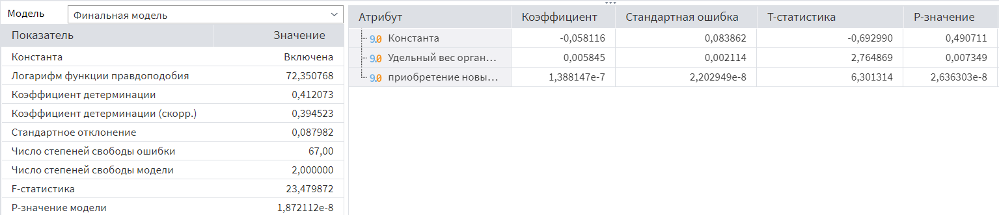 Модель Финальная модель
Показатель Значение
Константа Включена
Логарифм функции правдоподобия 72,350768
Коэффициент детерминации 0,412073
Коэффициент детерминации (скорр.) 0,394523
Стандартное отклонение 0,087982
Число степеней свободы ошибки 67,00
Число степеней свободы модели 2,000000
F-статистика 23,479872
P-значение модели 1,872112e-8
Атрибут Коэффициент Стандартная ошибка T-статистика P-значение
9.0 Константа -0,058116 0,083862 -0,692990 0,490711
9.0 Удельный вес орган... 0,005845 0,002114 2,764869 0,007349
9.0 приобретение новы... 1,388147e-7 2,202949e-8 6,301314 2,636303e-8